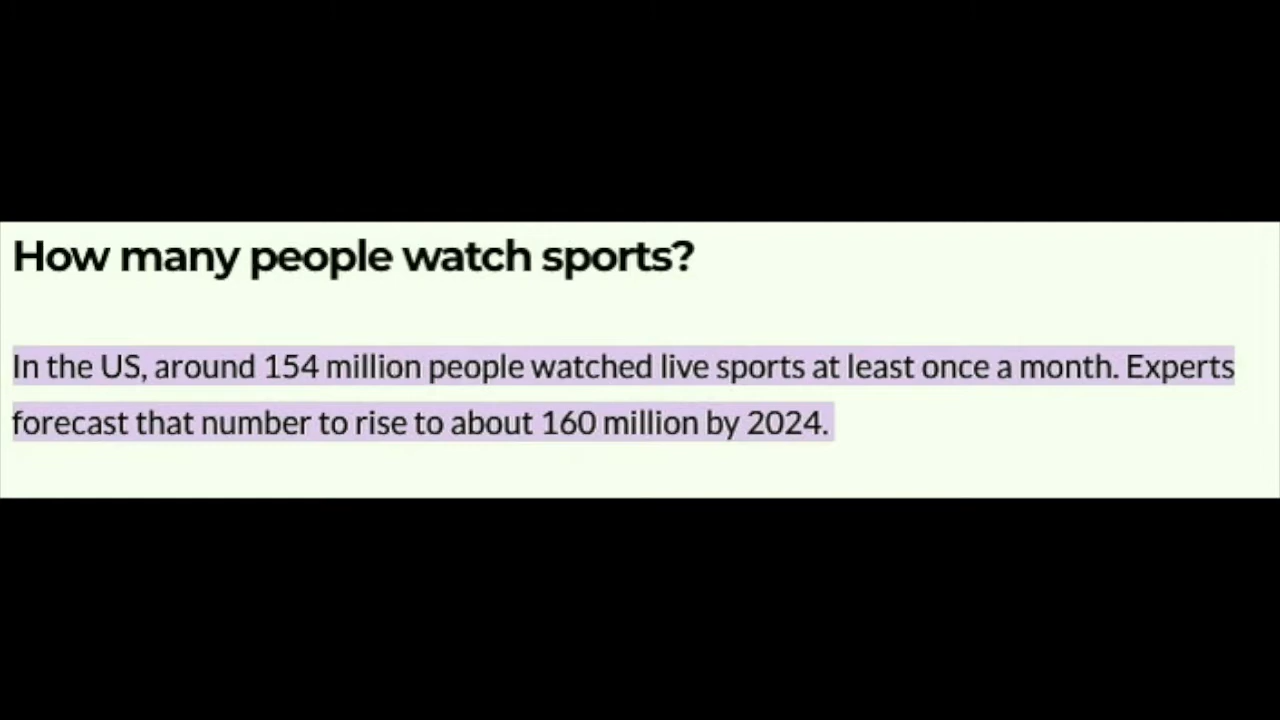 How many people watch sports?
In the US, around 154 million people watched live sports at least once a month. Experts
forecast that number to rise to about 160 million by 2024.